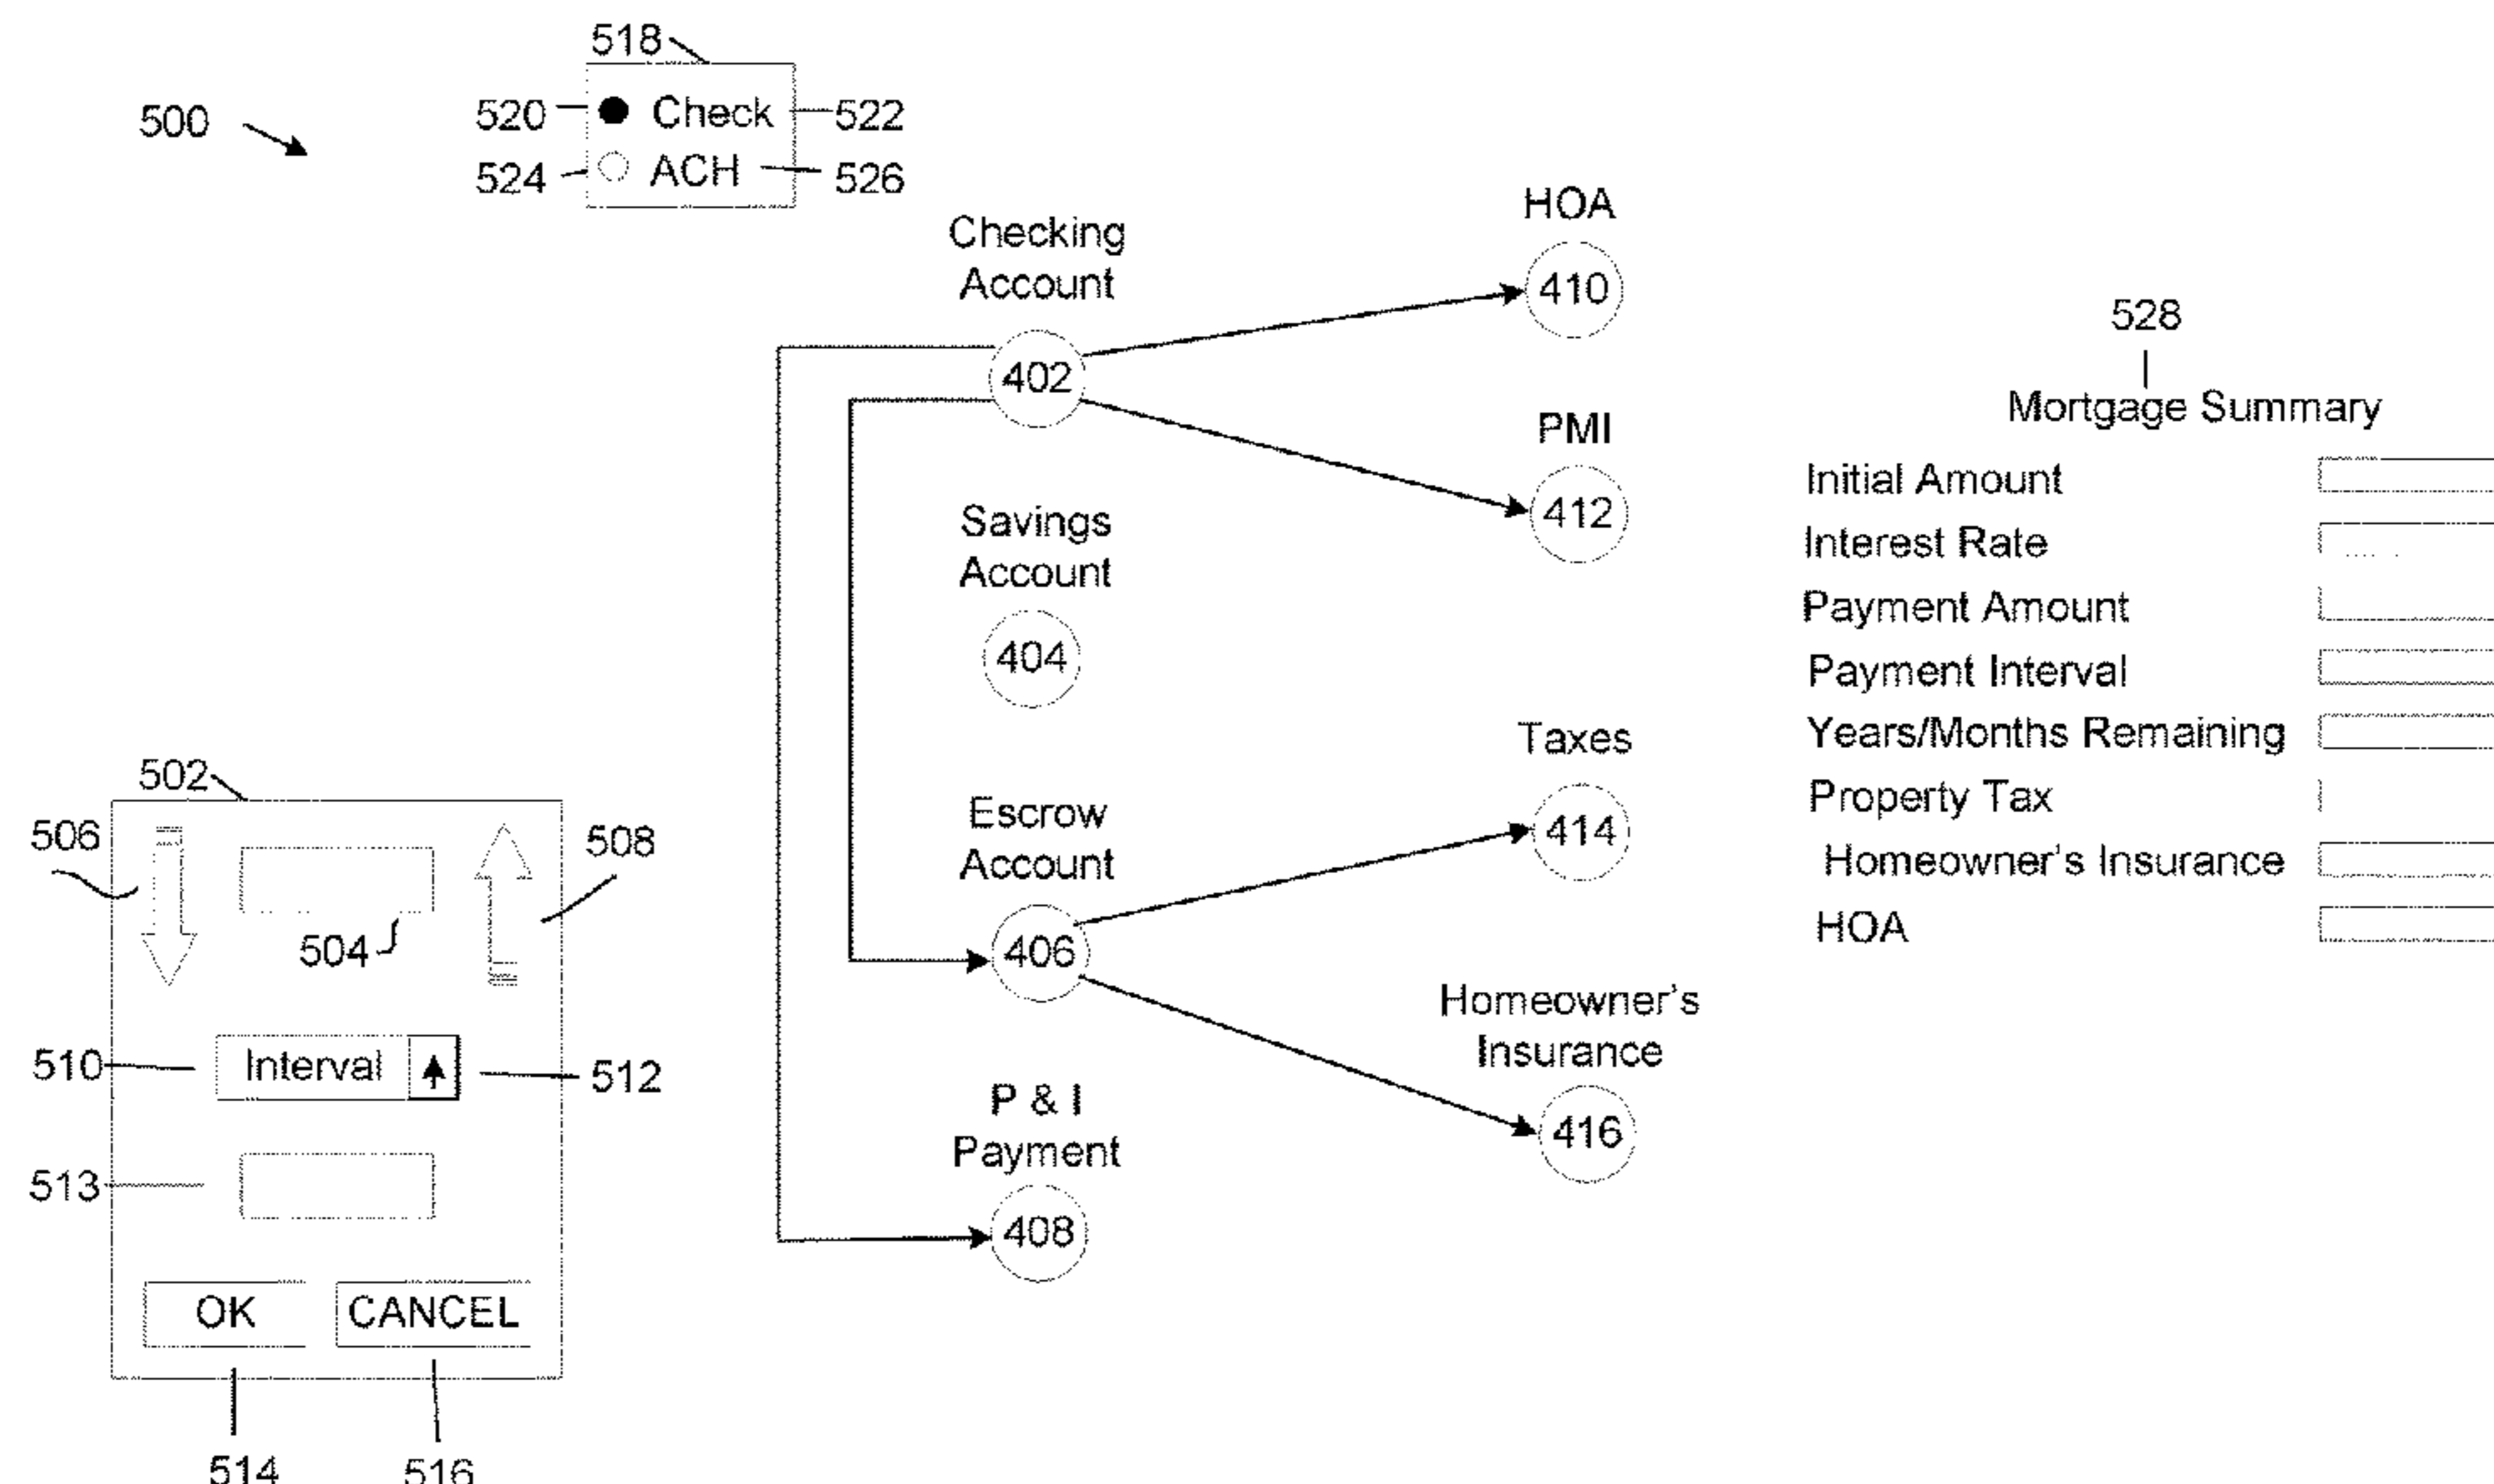 518
520
Check
522
500
524
ACH
526
Checking
Account
402
HOA
410
PMI
412
Savings
Account
404
Escrow
Account
406
Taxes
414
Homeowner's
Insurance
416
P & I
Payment
408
528
Mortgage Summary
Initial Amount
Interest Rate
Payment Amount
Payment Interval
Years/Months Remaining
Property Tax
Homeowner's Insurance
HOA
502
506
508
504
510
Interval
512
513
OK
CANCEL
514
516